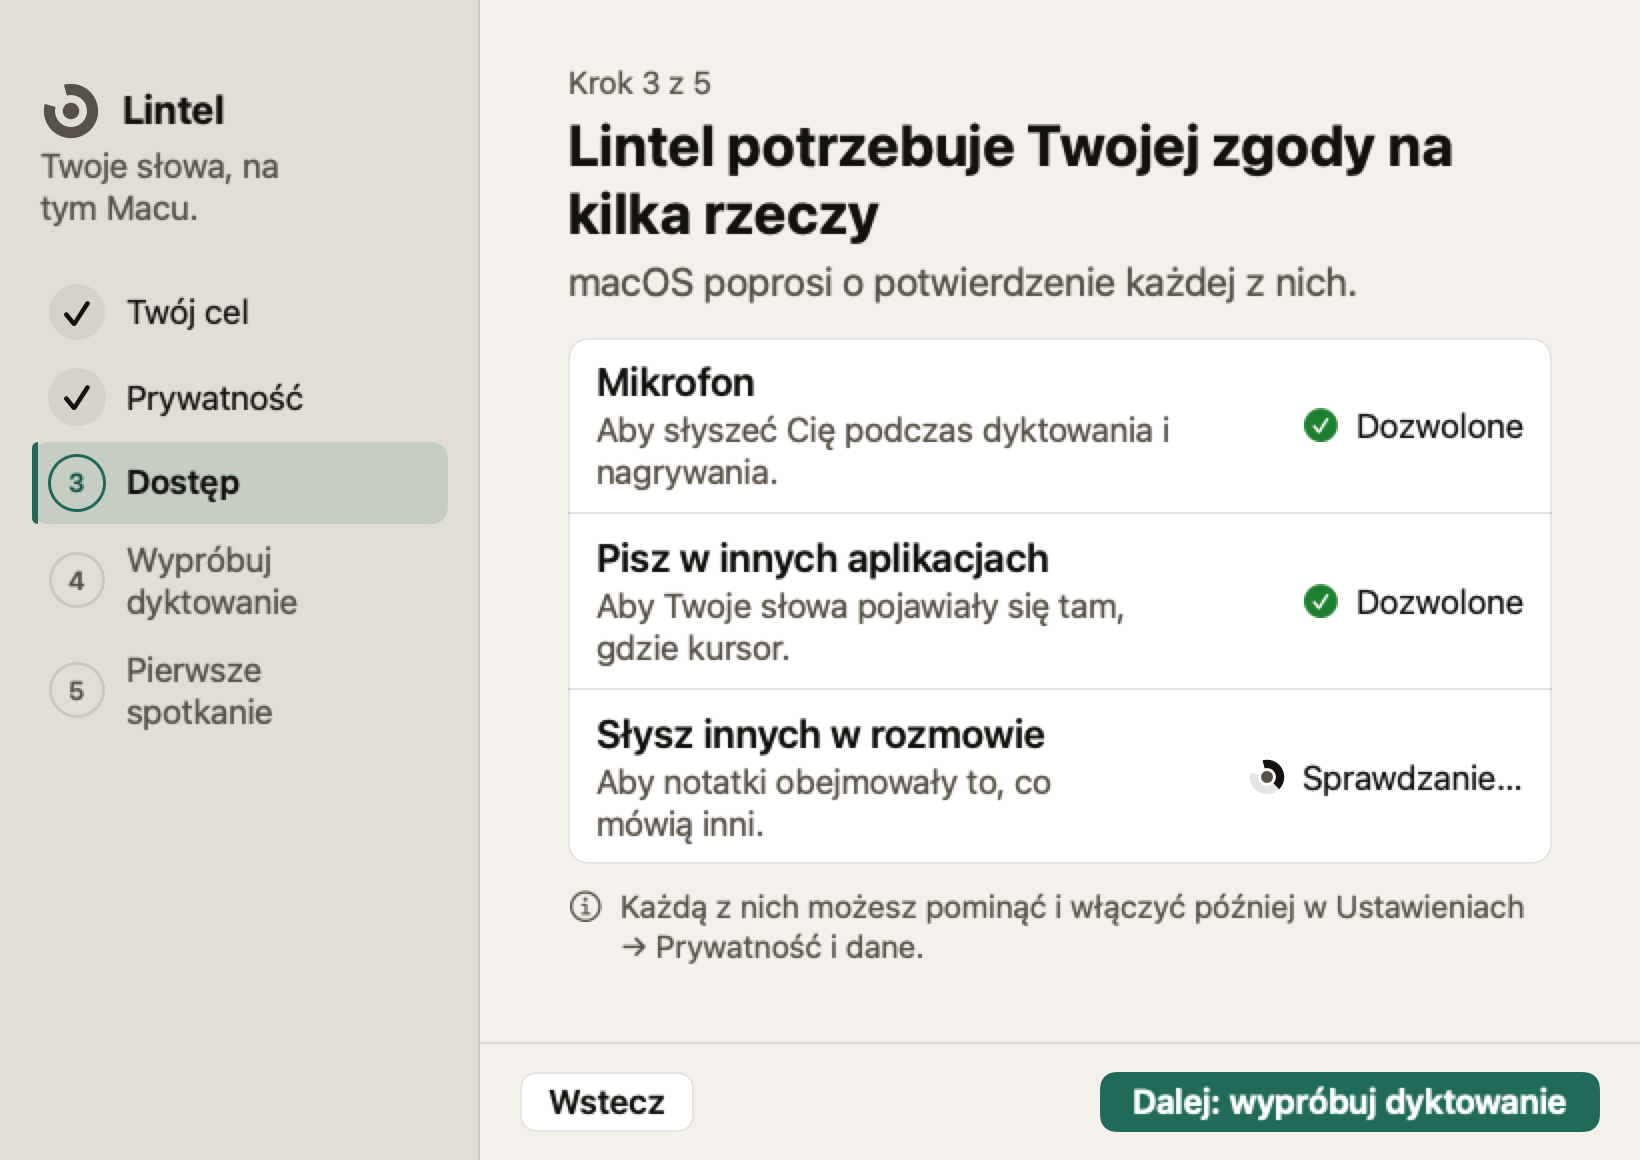 Lintel
Twoje słowa, na
tym Macu.
Twój cel
Prywatność
3
Dostęp
4
Wypróbuj
dyktowanie
5
Pierwsze
spotkanie
Krok 3 z 5
Lintel potrzebuje Twojej zgody na
kilka rzeczy
macOS poprosi o potwierdzenie każdej z nich.
Mikrofon
Aby słyszeć Cię podczas dyktowania i
nagrywania.
Dozwolone
Pisz w innych aplikacjach
Aby Twoje słowa pojawiały się tam,
gdzie kursor.
Dozwolone
Słysz innych w rozmowie
Aby notatki obejmowały to, co
mówią inni.
Sprawdzanie...
Każdą z nich możesz pominąć i włączyć później w Ustawieniach
→ Prywatność i dane.
Wstecz
Dalej: wypróbuj dyktowanie